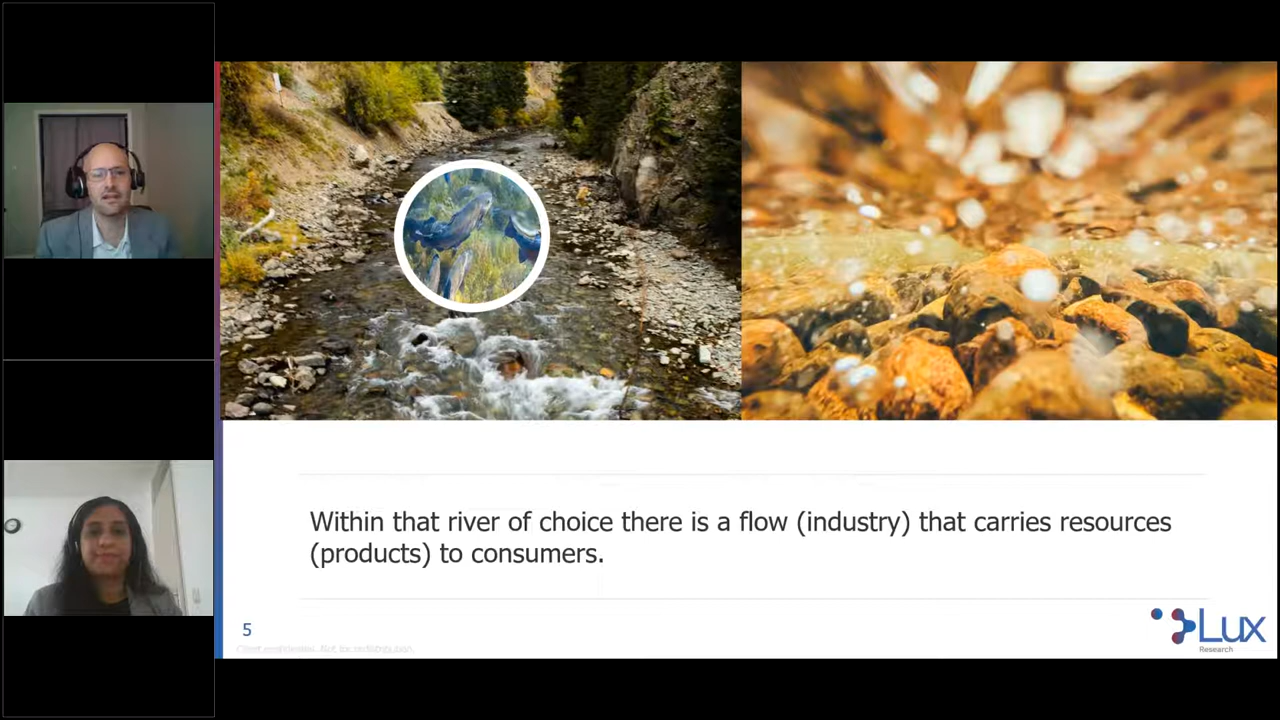 Within that river of choice there is a flow (industry) that carries resources
(products) to consumers.
5
Lux
Research